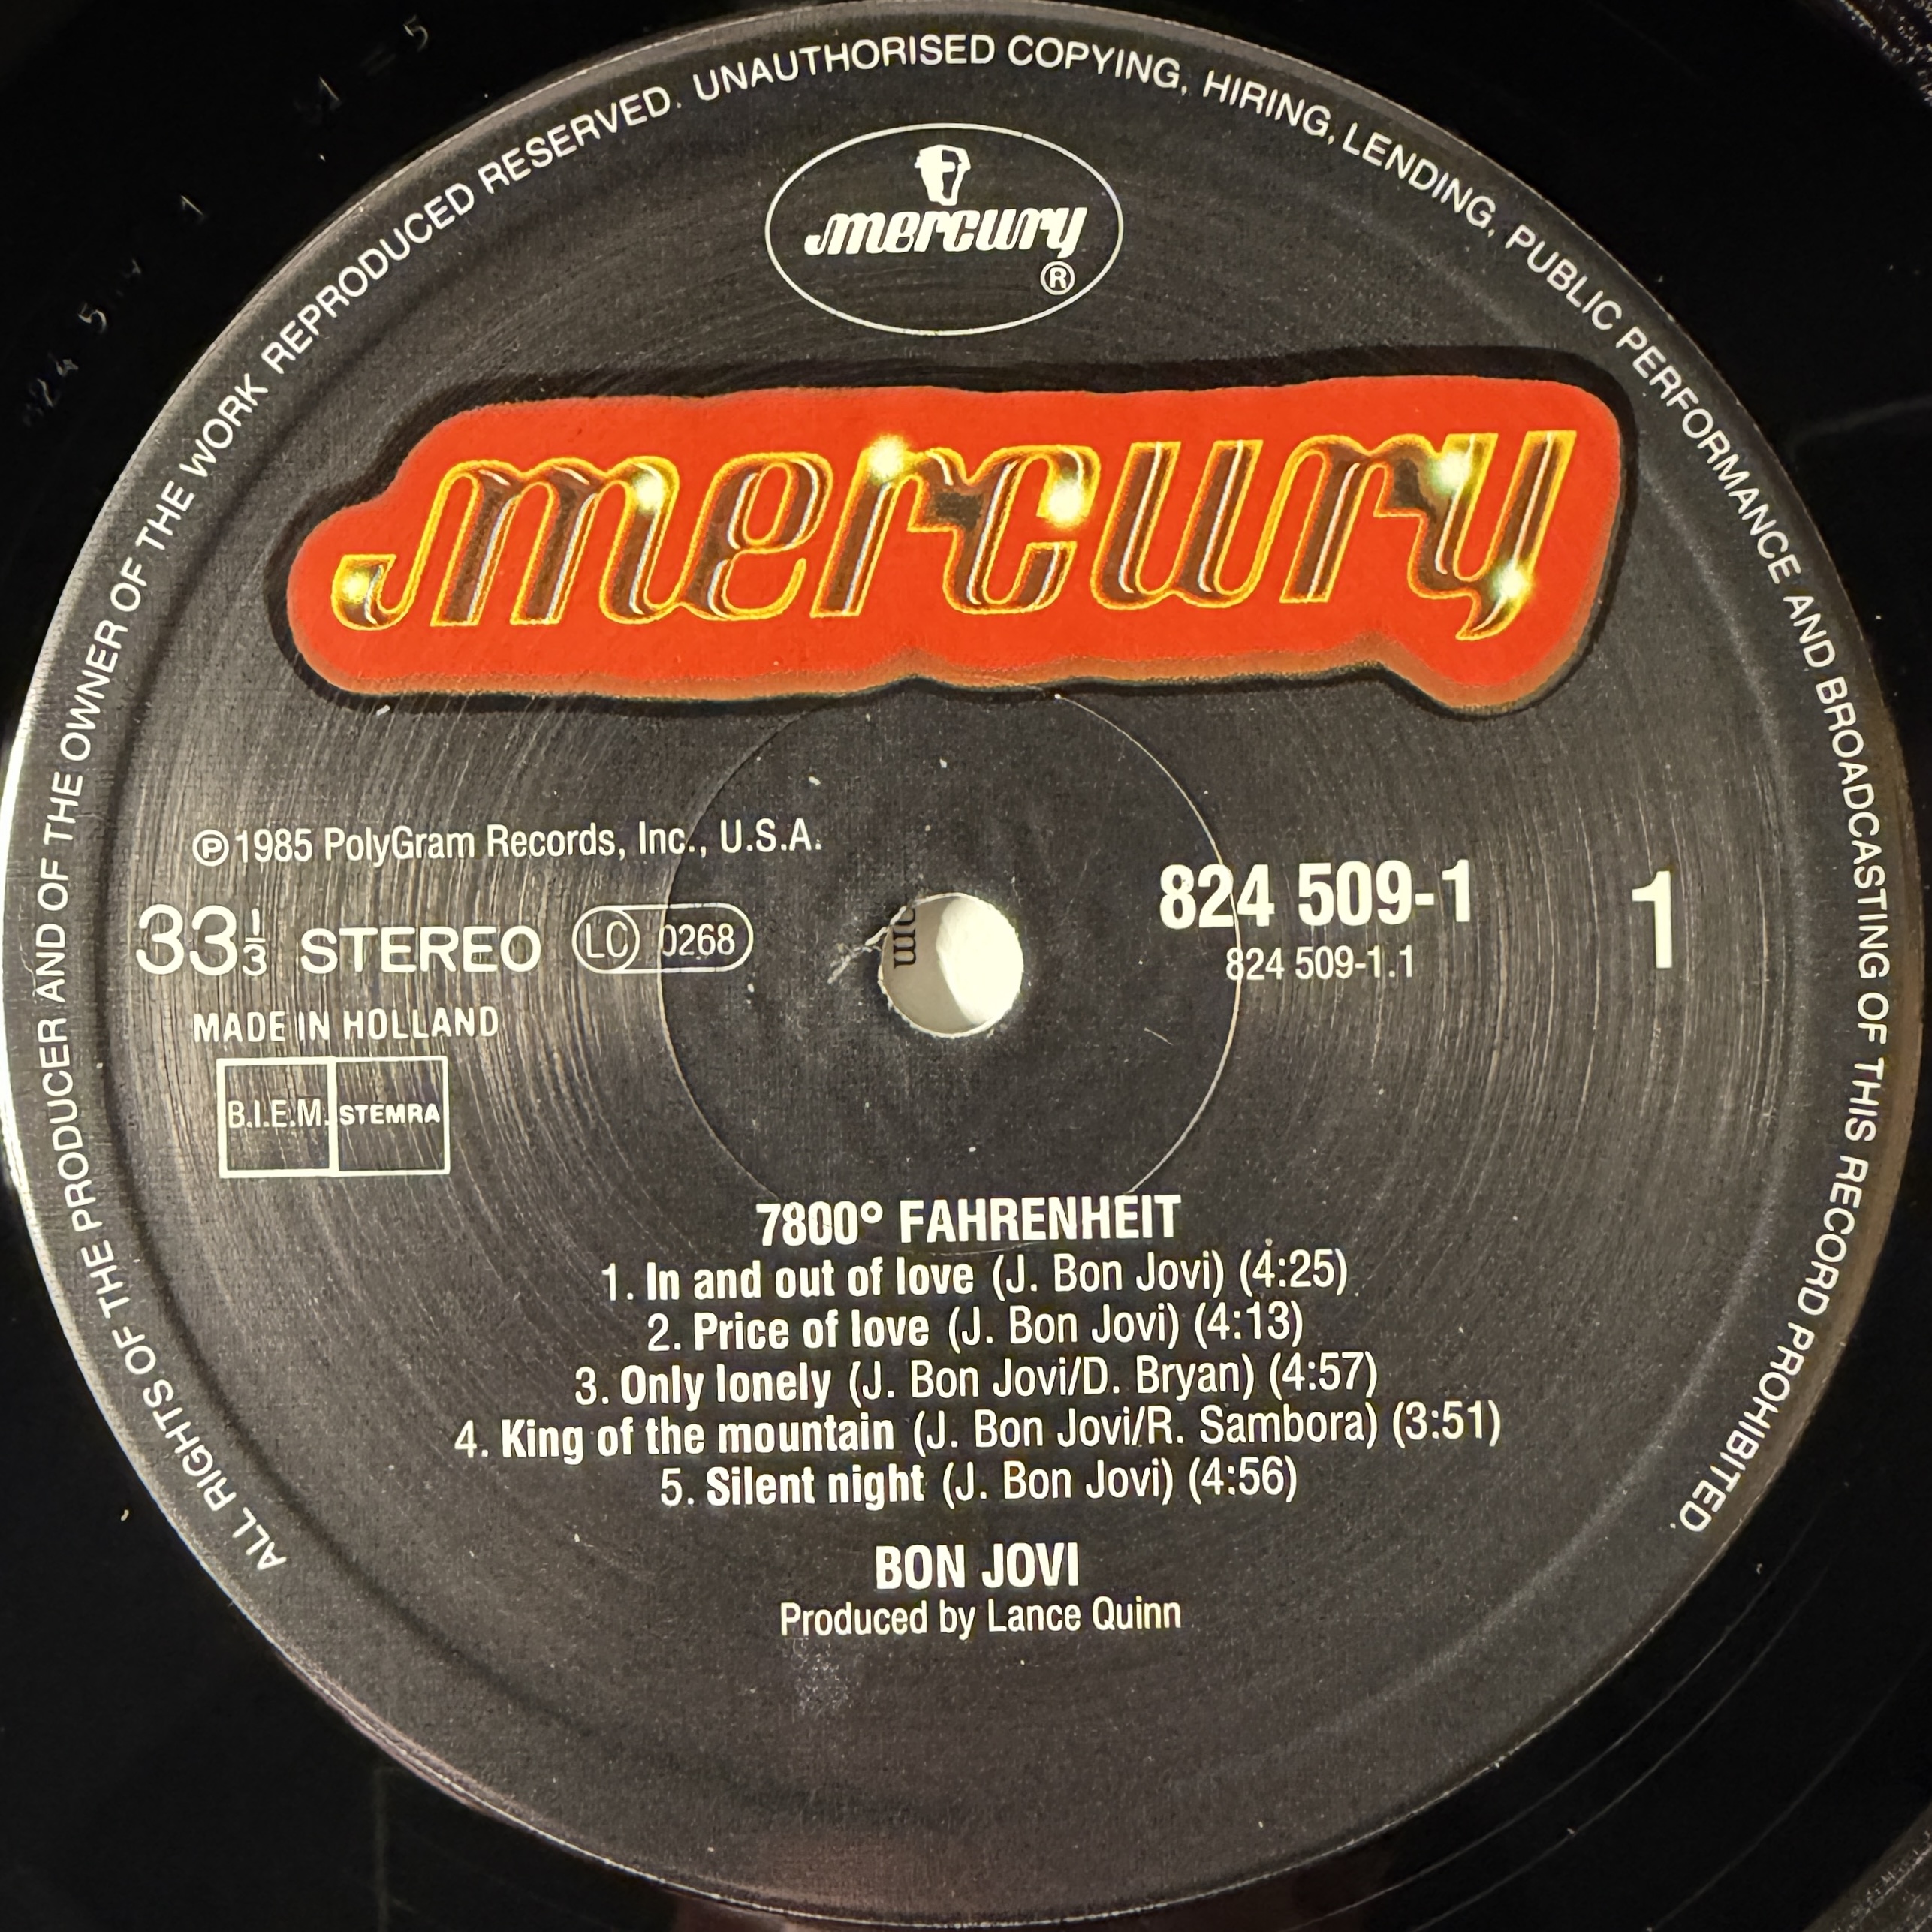 ALL RIGHTS OF THE PRODUCER AND OF THE OWNER OF THE WORK REPRODUCED RESERVED. UNAUTHORISED COPYING, HIRING, LENDING, PUBLIC PERFORMANCE AND BROADCASTING OF THIS RECORD PROHIBITED.
mercury
®
mercury
℗ 1985 PolyGram Records, Inc., U.S.A.
33⅓ STEREO LC 0268
MADE IN HOLLAND
B.I.E.M. STEMRA
824 509-1
824 509-1.1
1
7800° FAHRENHEIT
1. In and out of love (J. Bon Jovi) (4:25)
2. Price of love (J. Bon Jovi) (4:13)
3. Only lonely (J. Bon Jovi/D. Bryan) (4:57)
4. King of the mountain (J. Bon Jovi/R. Sambora) (3:51)
5. Silent night (J. Bon Jovi) (4:56)
BON JOVI
Produced by Lance Quinn